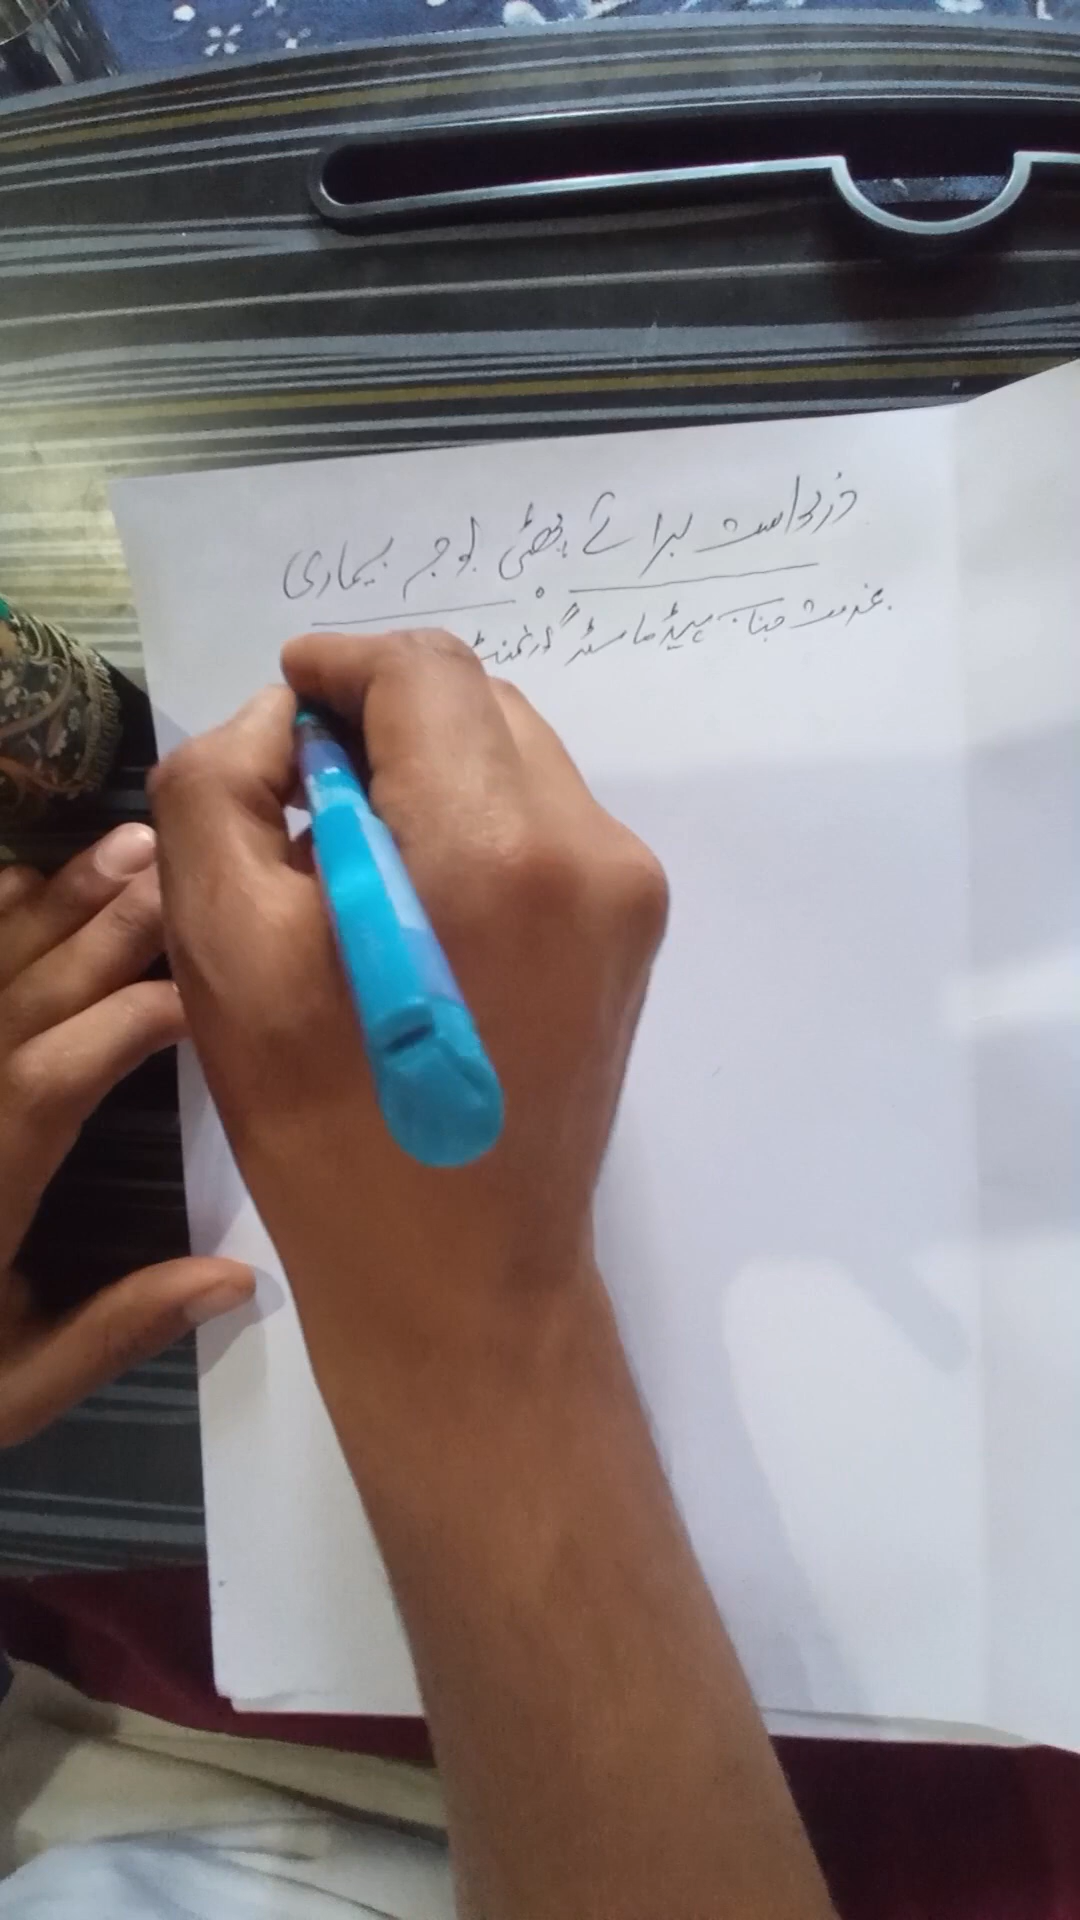 درخواست برائے چھٹی بوجہ بیماری
بخدمت جناب ہیڈ ماسٹر گورنمنٹ